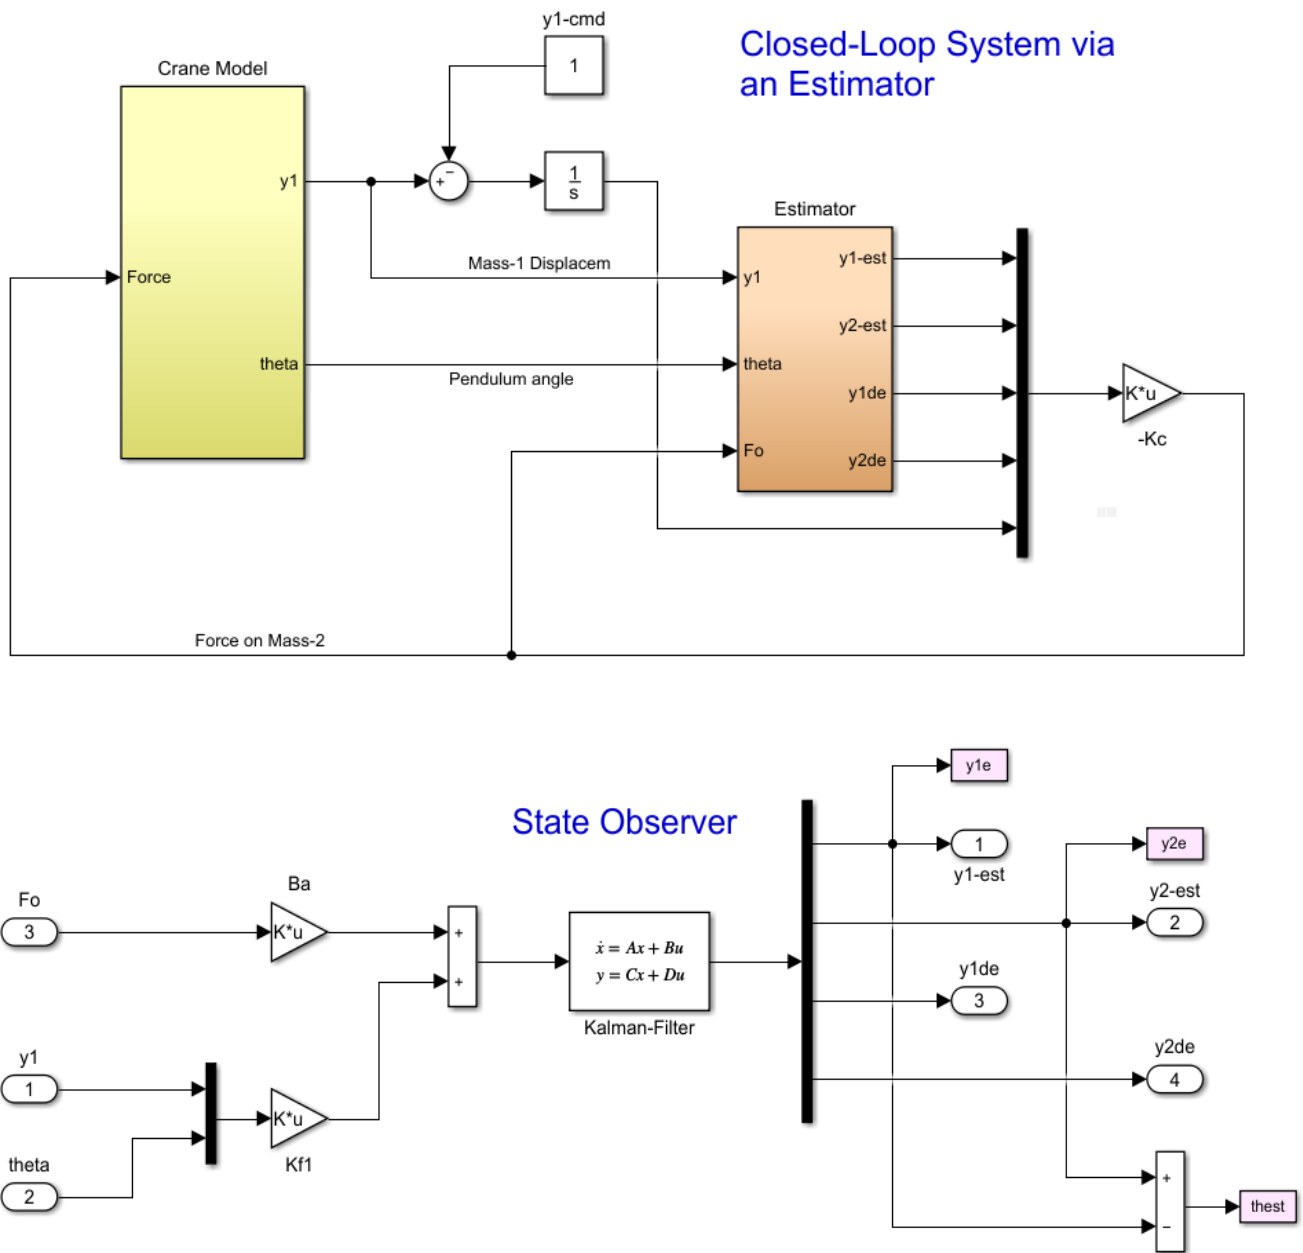 y1-cmd
1
Closed-Loop System via
an Estimator
Crane Model
y1
Force
theta
+
−
1
s
Mass-1 Displacem
Pendulum angle
Estimator
y1
theta
Fo
y1-est
y2-est
y1de
y2de
K*u
-Kc
Force on Mass-2
State Observer
y1e
1
y1-est
y2e
y2-est
2
Fo
3
Ba
K*u
+
+
ẋ = Ax + Bu
y = Cx + Du
Kalman-Filter
y1de
3
y2de
4
y1
1
theta
2
K*u
Kf1
+
−
thest